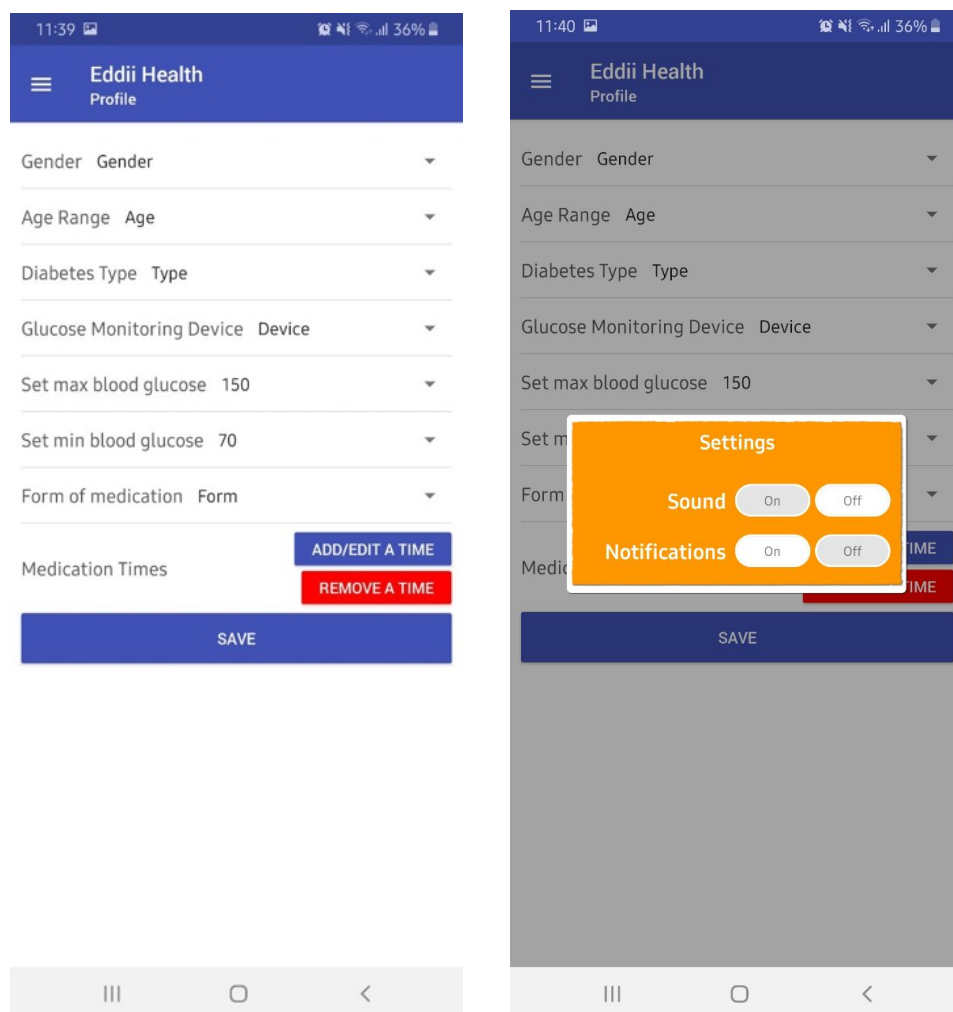 11:39 36%
Eddii Health
Profile
Gender Gender
Age Range Age
Diabetes Type Type
Glucose Monitoring Device Device
Set max blood glucose 150
Set min blood glucose 70
Form of medication Form
Medication Times
ADD/EDIT A TIME
REMOVE A TIME
SAVE
11:40 36%
Eddii Health
Profile
Gender Gender
Age Range Age
Diabetes Type Type
Glucose Monitoring Device Device
Set max blood glucose 150
Set m
Settings
Form
Sound On Off
Notifications On Off
Medic
IME
IME
SAVE